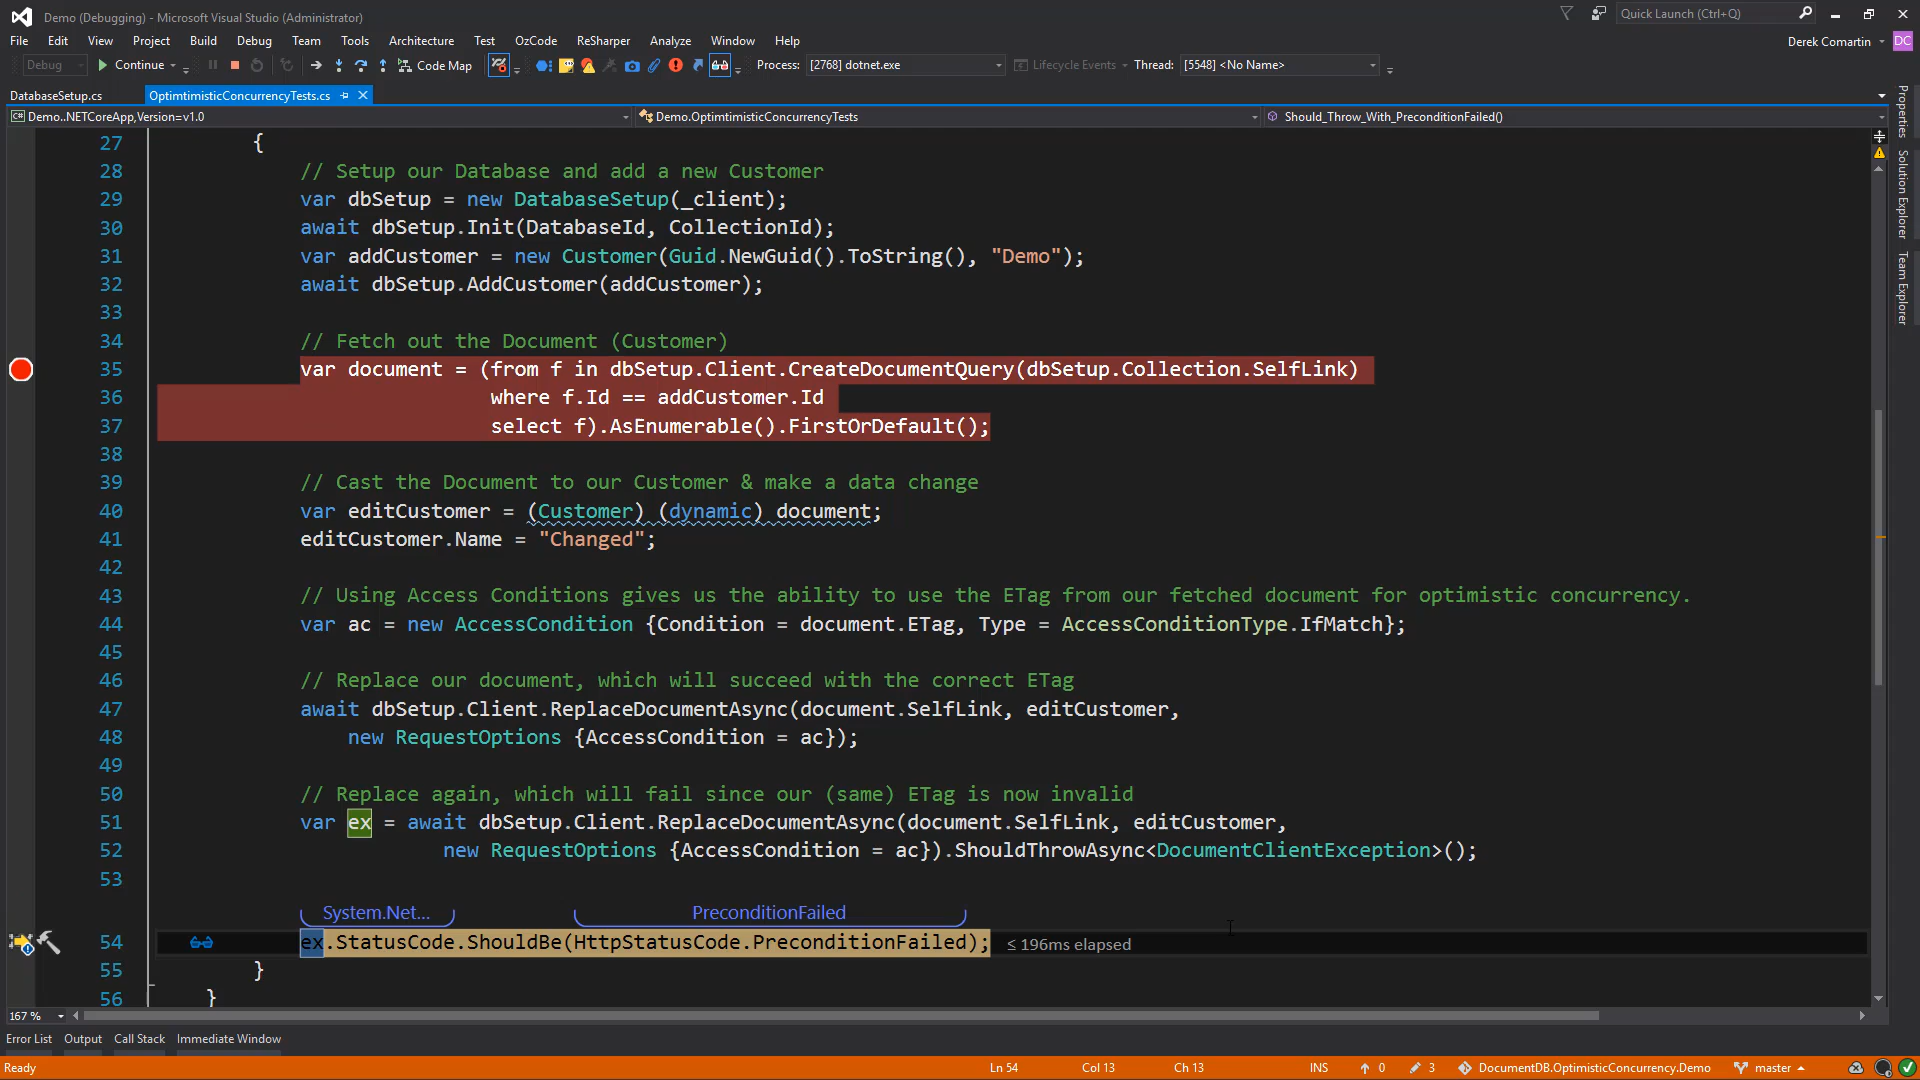 Demo (Debugging) - Microsoft Visual Studio (Administrator)
Quick Launch (Ctrl+Q)
File Edit View Project Build Debug Team Tools Architecture Test OzCode ReSharper Analyze Window Help
Derek Comartin DC
Debug Continue Code Map Process: [2768] dotnet.exe Lifecycle Events Thread: [5548] <No Name>
DatabaseSetup.cs OptimtimisticConcurrencyTests.cs
Demo..NETCoreApp,Version=v1.0 Demo.OptimtimisticConcurrencyTests Should_Throw_With_PreconditionFailed()
27 {
28 // Setup our Database and add a new Customer
29 var dbSetup = new DatabaseSetup(_client);
30 await dbSetup.Init(DatabaseId, CollectionId);
31 var addCustomer = new Customer(Guid.NewGuid().ToString(), "Demo");
32 await dbSetup.AddCustomer(addCustomer);
33
34 // Fetch out the Document (Customer)
35 var document = (from f in dbSetup.Client.CreateDocumentQuery(dbSetup.Collection.SelfLink)
36 where f.Id == addCustomer.Id
37 select f).AsEnumerable().FirstOrDefault();
38
39 // Cast the Document to our Customer & make a data change
40 var editCustomer = (Customer) (dynamic) document;
41 editCustomer.Name = "Changed";
42
43 // Using Access Conditions gives us the ability to use the ETag from our fetched document for optimistic concurrency.
44 var ac = new AccessCondition {Condition = document.ETag, Type = AccessConditionType.IfMatch};
45
46 // Replace our document, which will succeed with the correct ETag
47 await dbSetup.Client.ReplaceDocumentAsync(document.SelfLink, editCustomer,
48 new RequestOptions {AccessCondition = ac});
49
50 // Replace again, which will fail since our (same) ETag is now invalid
51 var ex = await dbSetup.Client.ReplaceDocumentAsync(document.SelfLink, editCustomer,
52 new RequestOptions {AccessCondition = ac}).ShouldThrowAsync<DocumentClientException>();
53
System.Net... PreconditionFailed
54 ex.StatusCode.ShouldBe(HttpStatusCode.PreconditionFailed); ≤ 196ms elapsed
55 }
56 }
167 %
Error List Output Call Stack Immediate Window
Ready Ln 54 Col 13 Ch 13 INS 0 3 DocumentDB.OptimisticConcurrency.Demo master
Properties
Solution Explorer
Team Explorer